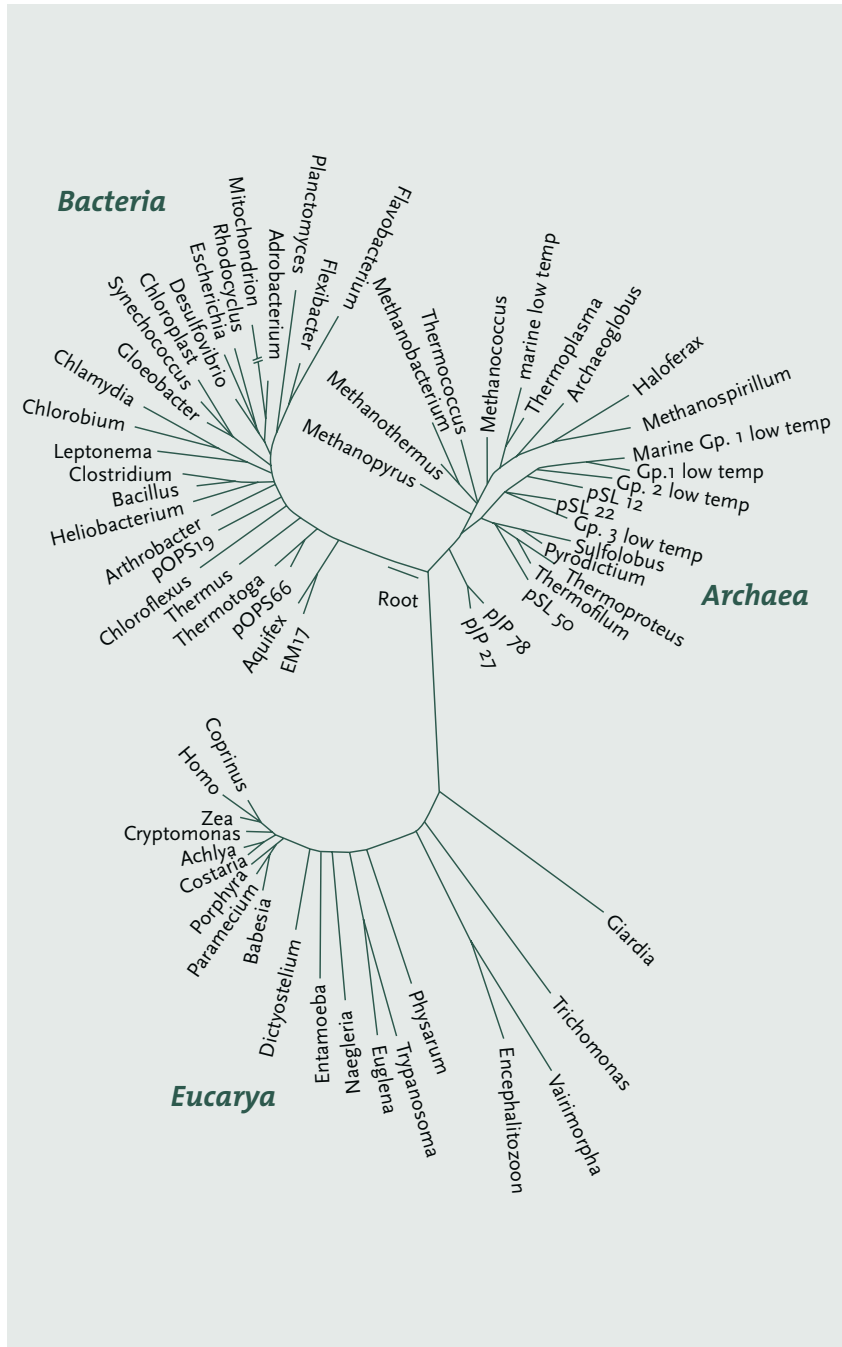 Bacteria
Planctomyces
Mitochondrion
Flavobacterium
Rhodocyclus
Adrobacterium
Escherichia
Flexibacter
Desulfovibrio
Chloroplast
Synechococcus
Gloeobacter
Chlamydia
Chlorobium
Leptonema
Clostridium
Bacillus
Heliobacterium
Arthrobacter
pOPS19
Chloroflexus
Thermus
Thermotoga
pOPS66
Aquifex
EM17
Root
Methanopyrus
Methanothermus
Methanobacterium
Thermococcus
Methanococcus
marine low temp
Thermoplasma
Archaeoglobus
Haloferax
Methanospirillum
Marine Gp. 1 low temp
Gp.1 low temp
Gp. 2 low temp
pSL 12
pSL 22
Gp. 3 low temp
Sulfolobus
Pyrodictium
Thermoproteus
Thermofilum
pSL 50
pJP 78
pJP 27
Archaea
Coprinus
Homo
Zea
Cryptomonas
Achlya
Costaria
Porphyra
Paramecium
Babesia
Dictyostelium
Entamoeba
Naegleria
Euglena
Trypanosoma
Physarum
Encephalitozoon
Vairimorpha
Trichomonas
Giardia
Eucarya